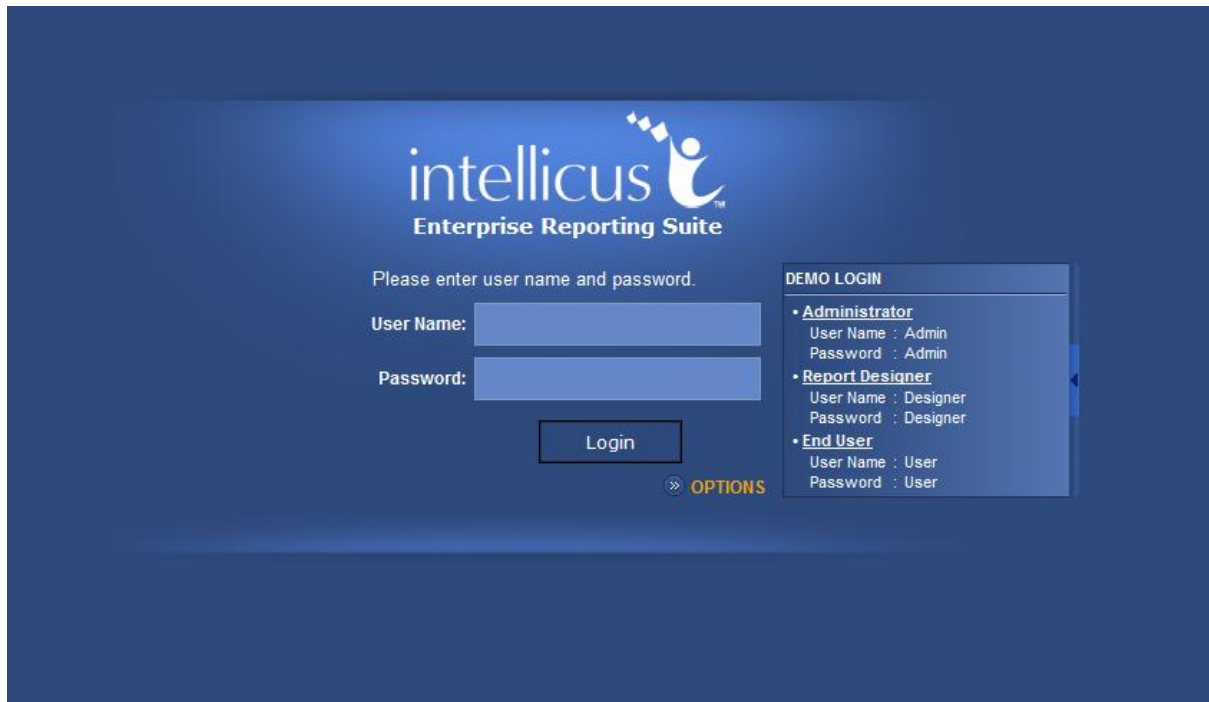 intellicus
TM
Enterprise Reporting Suite
Please enter user name and password.
User Name:
Password:
Login
» OPTIONS
DEMO LOGIN
• Administrator
User Name : Admin
Password : Admin
• Report Designer
User Name : Designer
Password : Designer
• End User
User Name : User
Password : User